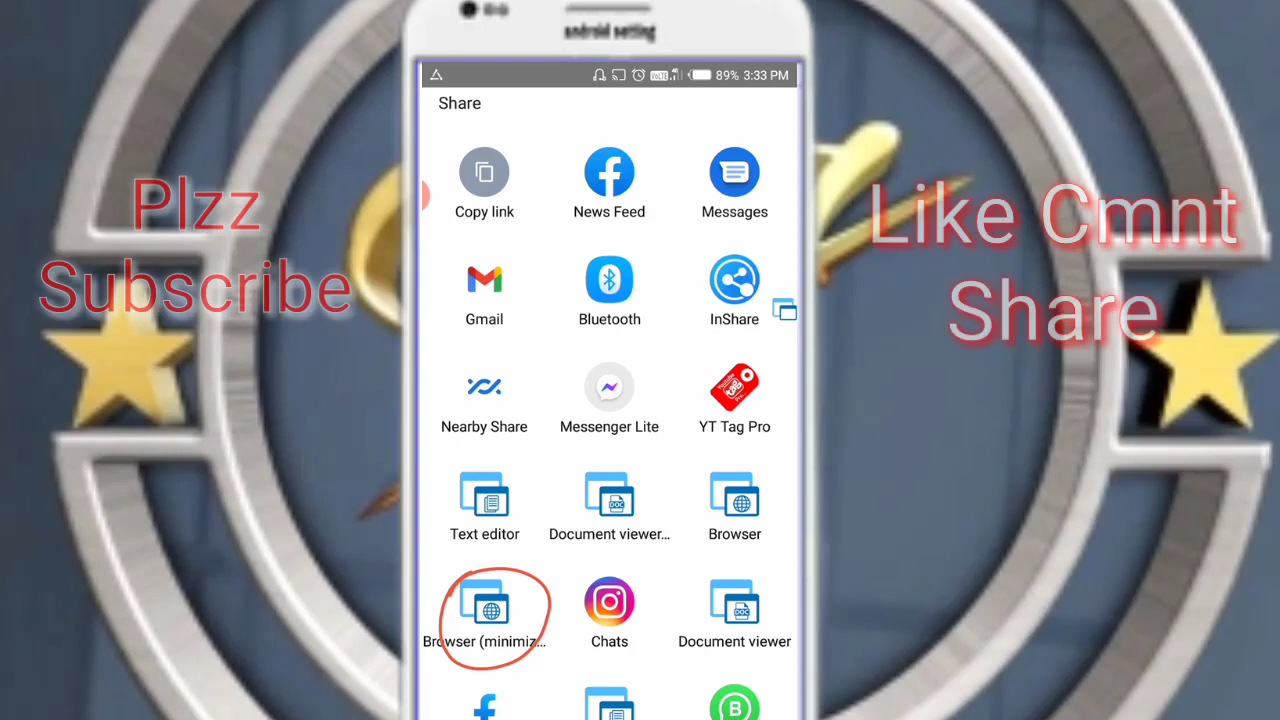 android setting
VOLTE 89% 3:33 PM
Share
Copy link
News Feed
Messages
Gmail
Bluetooth
InShare
Nearby Share
Messenger Lite
YT Tag Pro
Text editor
Document viewer...
Browser
Browser (minimiz...
Chats
Document viewer
Plzz
Subscribe
Like Cmnt
Share